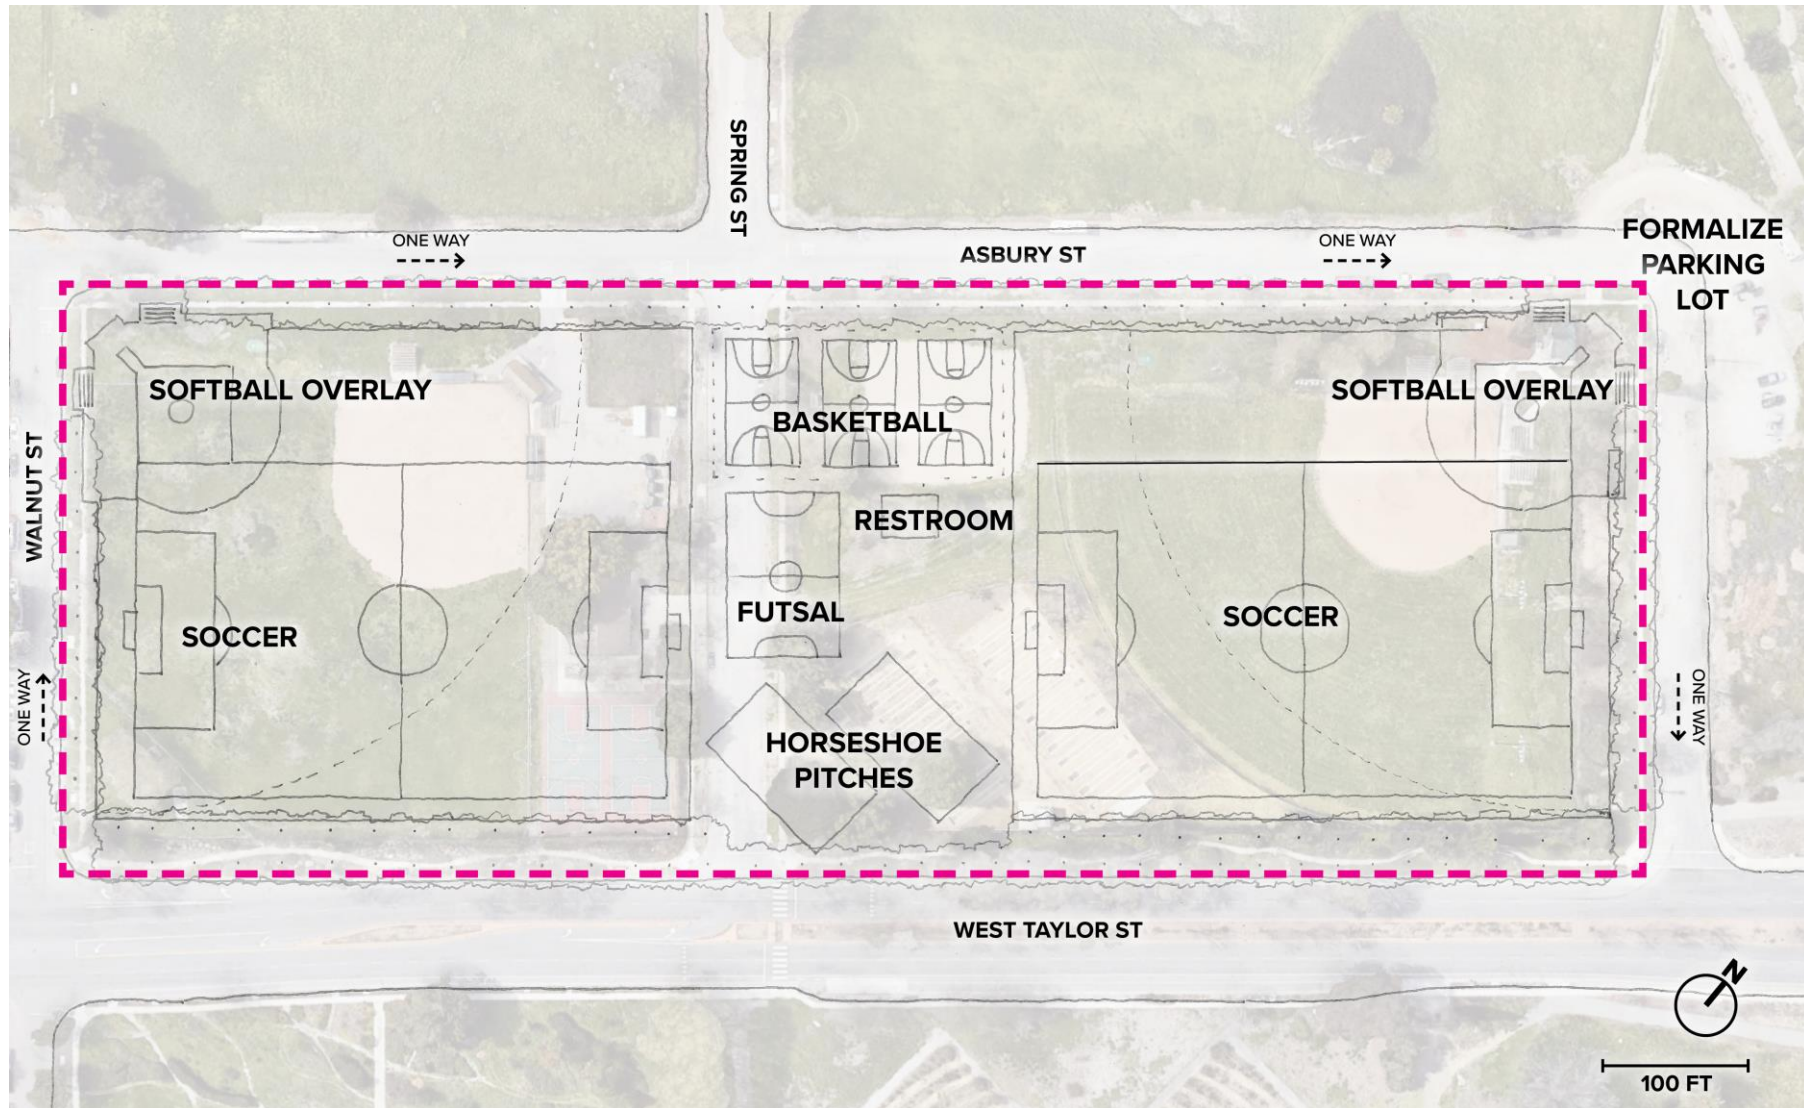 SPRING ST
FORMALIZE
PARKING
LOT
ONE WAY
ASBURY ST
ONE WAY
SOFTBALL OVERLAY
SOFTBALL OVERLAY
BASKETBALL
WALNUT ST
RESTROOM
FUTSAL
SOCCER
SOCCER
ONE WAY
ONE WAY
HORSESHOE
PITCHES
WEST TAYLOR ST
N
100 FT